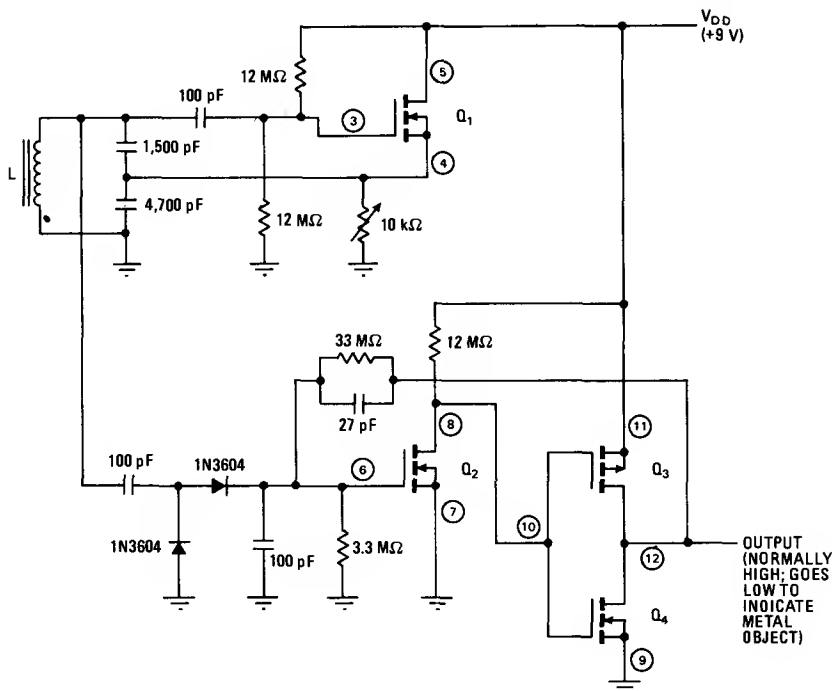 V_DD
(+9 V)
12 MΩ
5
100 pF
3
Q1
4
1,500 pF
L
4,700 pF
12 MΩ
10 kΩ
33 MΩ
12 MΩ
27 pF
8
11
100 pF
1N3604
6
Q2
Q3
7
10
12
3.3 MΩ
100 pF
1N3604
OUTPUT
(NORMALLY
HIGH; GOES
LOW TO
INOICATE
METAL
OBJECT)
Q4
9